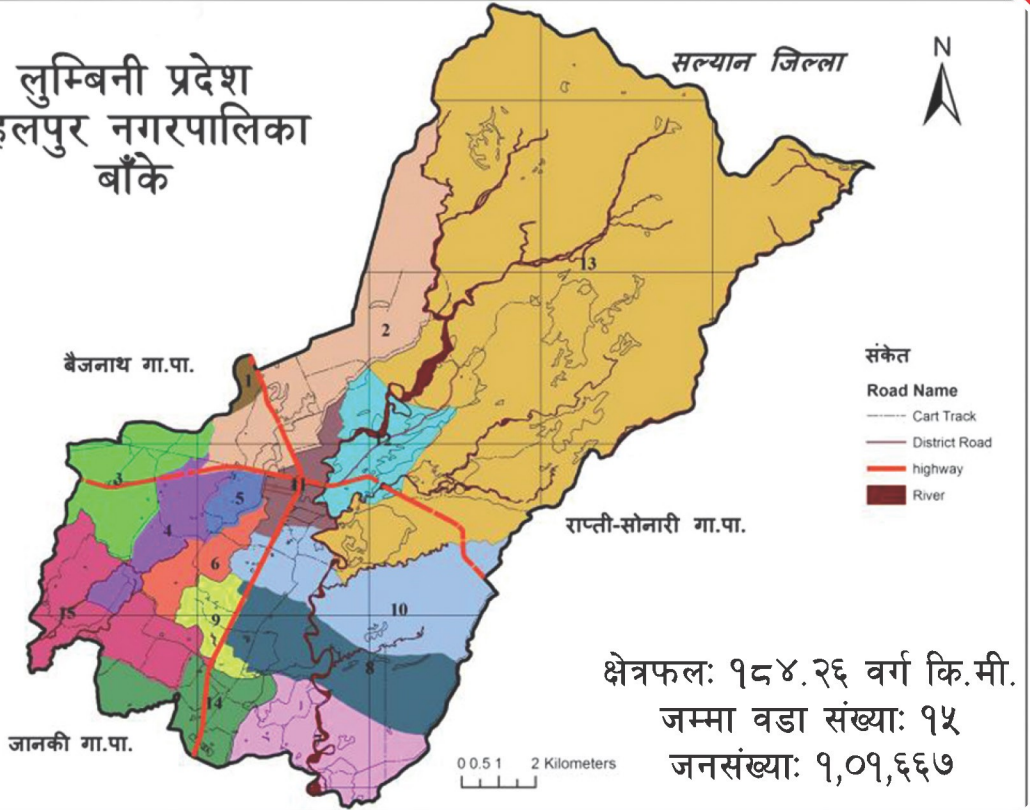 लुम्बिनी प्रदेश
हलपुर नगरपालिका
बाँके
सल्यान जिल्ला
N
13
2
बैजनाथ गा.पा.
1
संकेत
Road Name
Cart Track
District Road
highway
River
3
11
5
4
राप्ती-सोनारी गा.पा.
6
10
15
9
8
14
क्षेत्रफलः १८४.२६ वर्ग कि.मी.
जम्मा वडा संख्याः १५
जनसंख्याः १,०१,६६७
जानकी गा.पा.
0 0.5 1 2 Kilometers